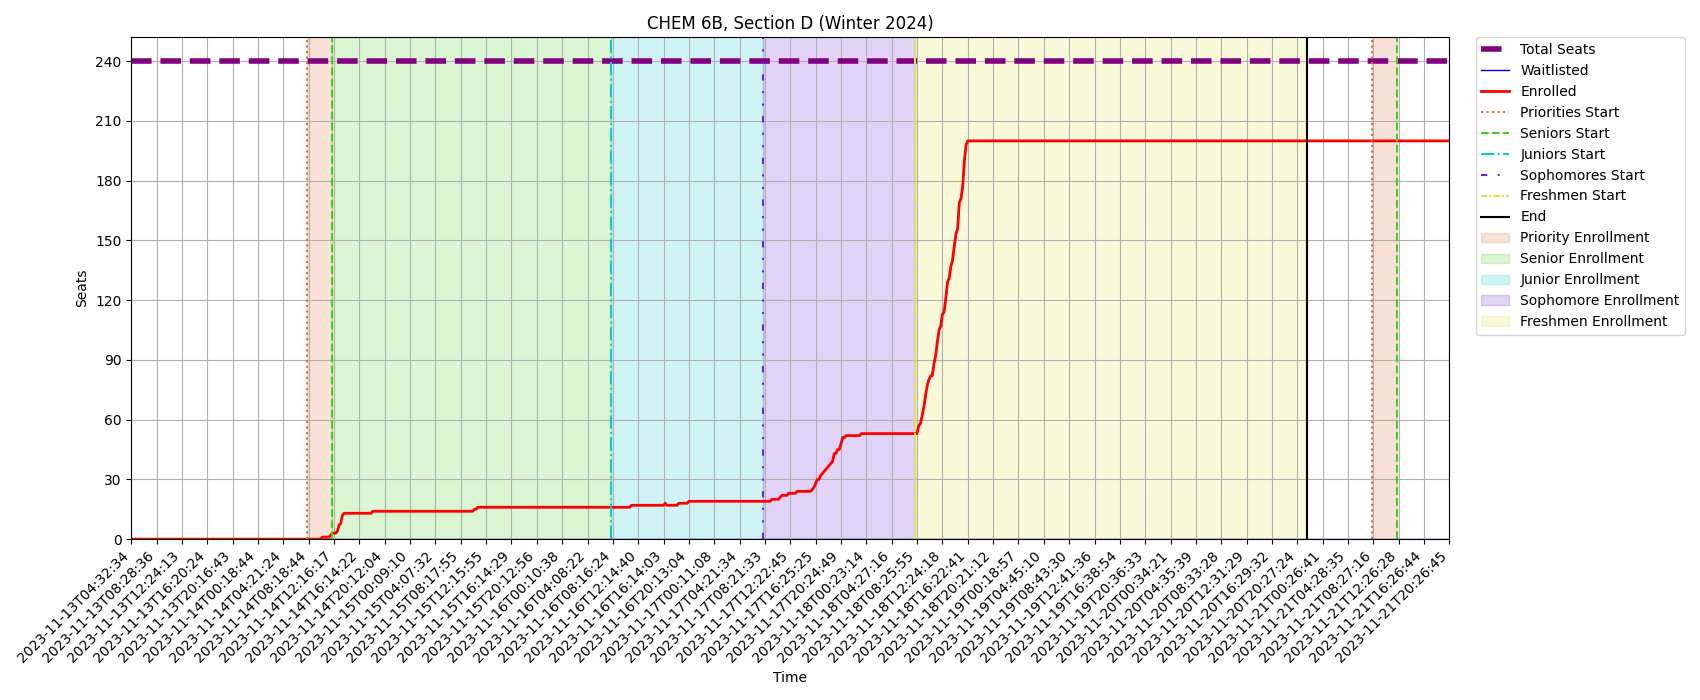 CHEM 6B, Section D (Winter 2024)
Total Seats
Waitlisted
Enrolled
Priorities Start
Seniors Start
Juniors Start
Sophomores Start
Freshmen Start
End
Priority Enrollment
Senior Enrollment
Junior Enrollment
Sophomore Enrollment
Freshmen Enrollment
Seats
240
210
180
150
120
90
60
30
0
2023-11-13T04:32:34
2023-11-13T08:28:36
2023-11-13T12:24:13
2023-11-13T16:20:24
2023-11-13T20:16:43
2023-11-14T00:18:44
2023-11-14T04:21:24
2023-11-14T08:18:44
2023-11-14T12:16:17
2023-11-14T16:14:22
2023-11-14T20:12:04
2023-11-15T00:09:10
2023-11-15T04:07:32
2023-11-15T08:17:55
2023-11-15T12:15:55
2023-11-15T16:14:29
2023-11-15T20:12:56
2023-11-16T00:10:38
2023-11-16T04:08:22
2023-11-16T08:16:24
2023-11-16T12:14:40
2023-11-16T16:14:03
2023-11-16T20:13:04
2023-11-17T00:11:08
2023-11-17T04:21:34
2023-11-17T08:21:33
2023-11-17T12:22:45
2023-11-17T16:25:25
2023-11-17T20:24:49
2023-11-18T00:23:14
2023-11-18T04:27:16
2023-11-18T08:25:55
2023-11-18T12:24:18
2023-11-18T16:22:41
2023-11-18T20:21:12
2023-11-19T00:18:57
2023-11-19T04:45:10
2023-11-19T08:43:30
2023-11-19T12:41:36
2023-11-19T16:38:54
2023-11-19T20:36:33
2023-11-20T00:34:21
2023-11-20T04:35:39
2023-11-20T08:33:28
2023-11-20T12:31:29
2023-11-20T16:29:32
2023-11-20T20:27:24
2023-11-21T00:26:41
2023-11-21T04:28:35
2023-11-21T08:27:16
2023-11-21T12:26:28
2023-11-21T16:26:44
2023-11-21T20:26:45
Time